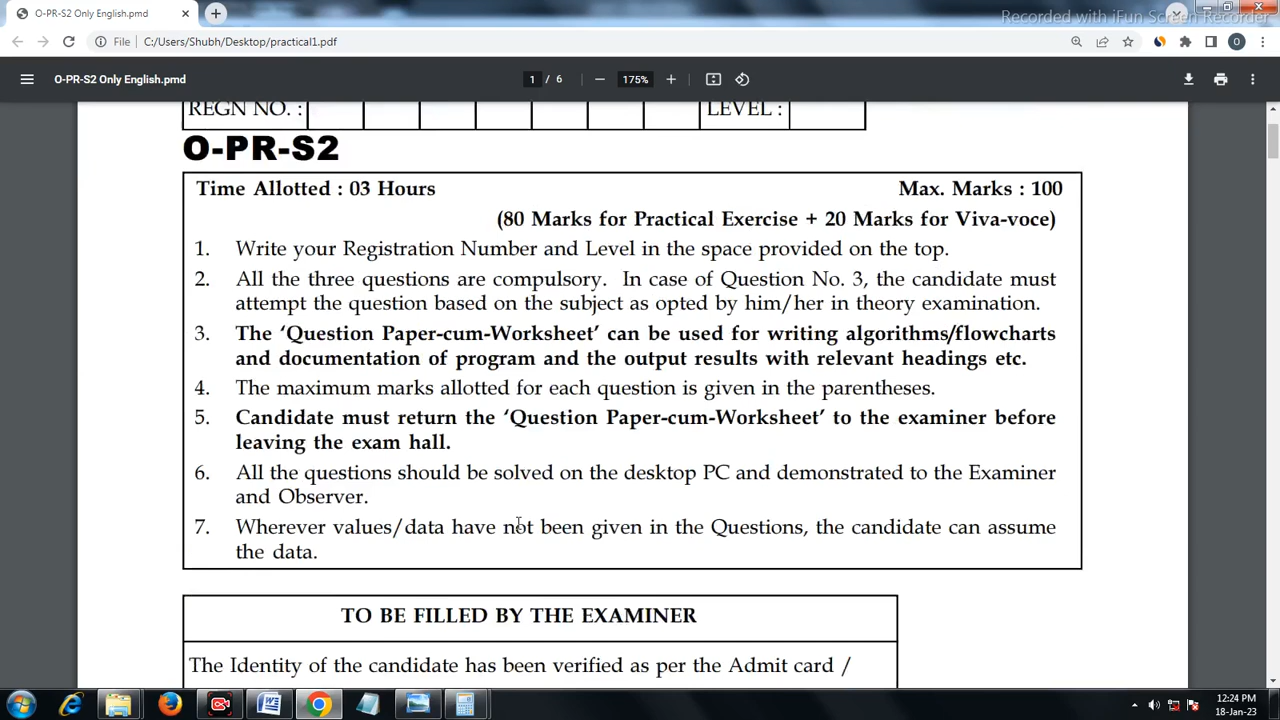 O-PR-S2 Only English.pmd
Recorded with iFun Screen Recorder
File C:/Users/Shubh/Desktop/practical1.pdf
O
O-PR-S2 Only English.pmd 1 / 6 175%
REGN NO. : LEVEL :
O-PR-S2
Time Allotted : 03 Hours Max. Marks : 100
(80 Marks for Practical Exercise + 20 Marks for Viva-voce)
1. Write your Registration Number and Level in the space provided on the top.
2. All the three questions are compulsory. In case of Question No. 3, the candidate must
attempt the question based on the subject as opted by him/her in theory examination.
3. The ‘Question Paper-cum-Worksheet’ can be used for writing algorithms/flowcharts
and documentation of program and the output results with relevant headings etc.
4. The maximum marks allotted for each question is given in the parentheses.
5. Candidate must return the ‘Question Paper-cum-Worksheet’ to the examiner before
leaving the exam hall.
6. All the questions should be solved on the desktop PC and demonstrated to the Examiner
and Observer.
7. Wherever values/data have not been given in the Questions, the candidate can assume
the data.
TO BE FILLED BY THE EXAMINER
The Identity of the candidate has been verified as per the Admit card /
12:24 PM
18-Jan-23